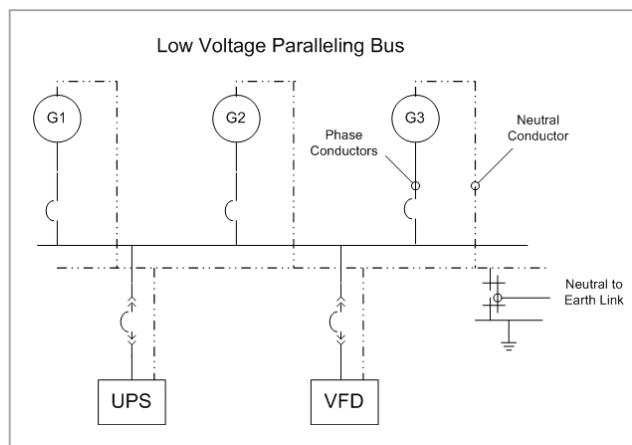 Low Voltage Paralleling Bus
G1
G2
G3
Phase
Conductors
Neutral
Conductor
Neutral to
Earth Link
UPS
VFD